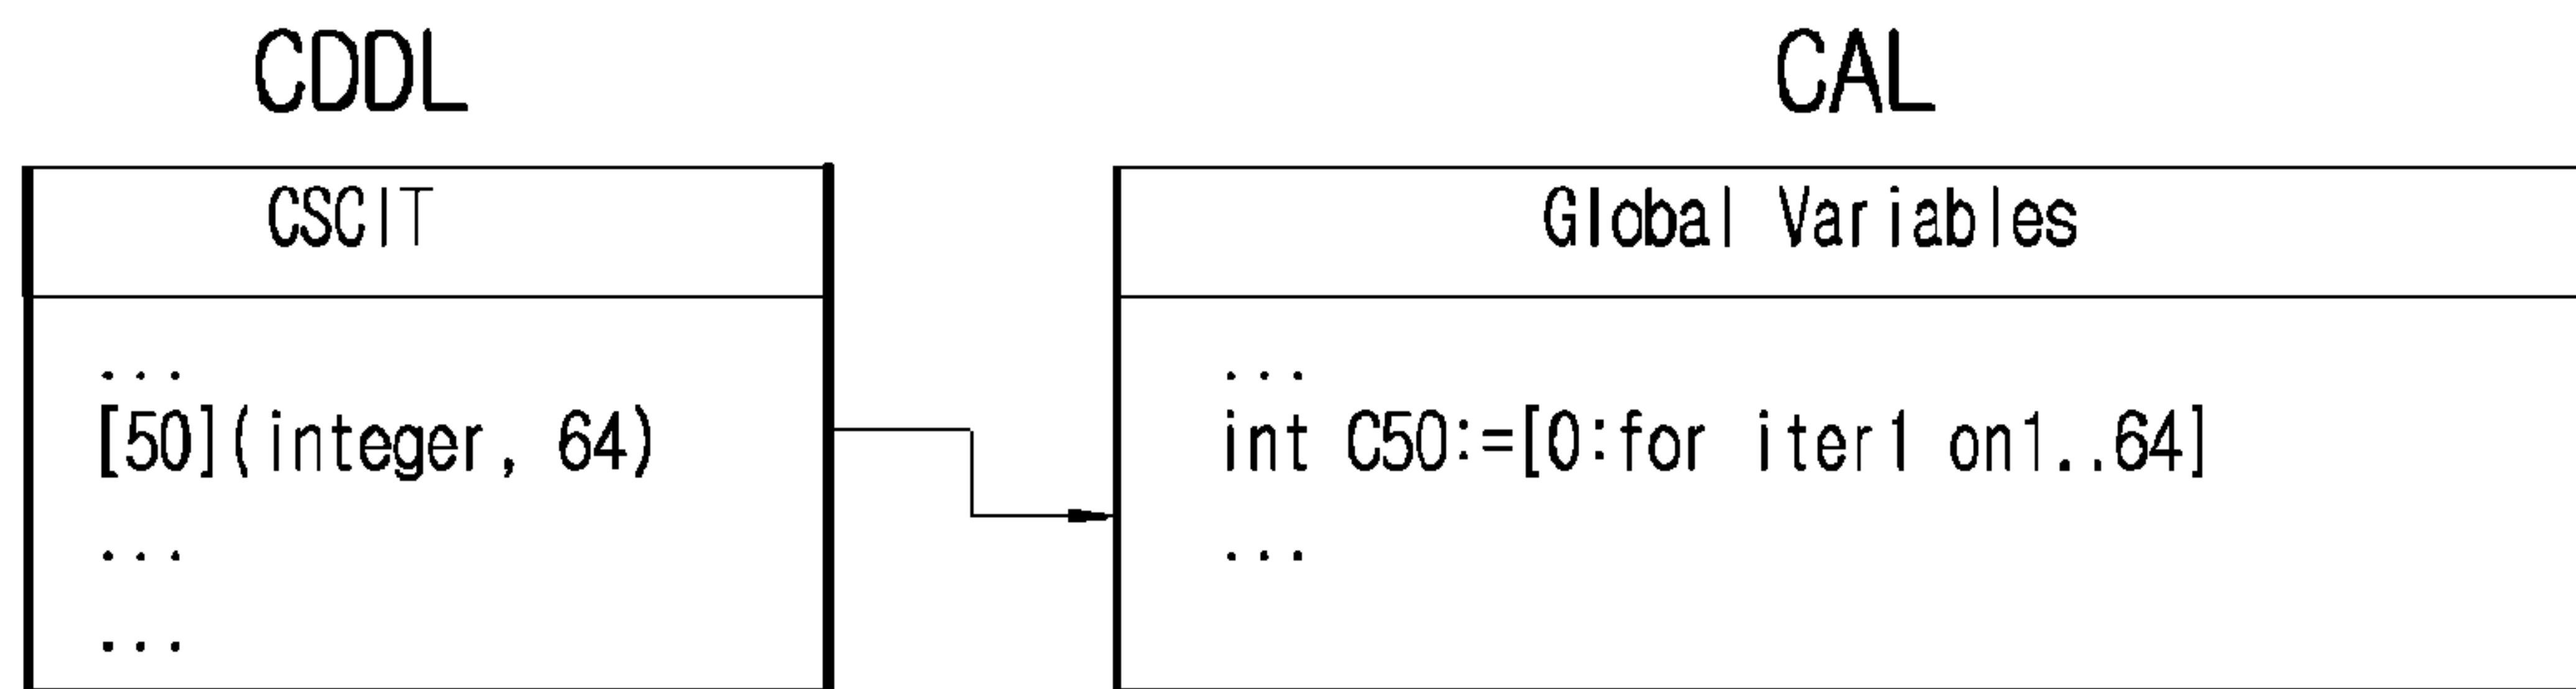 CDDL
CSCIT
...
[50](integer, 64)
...
...
CAL
Global Variables
...
int C50:=[0:for iter1 on1..64]
...